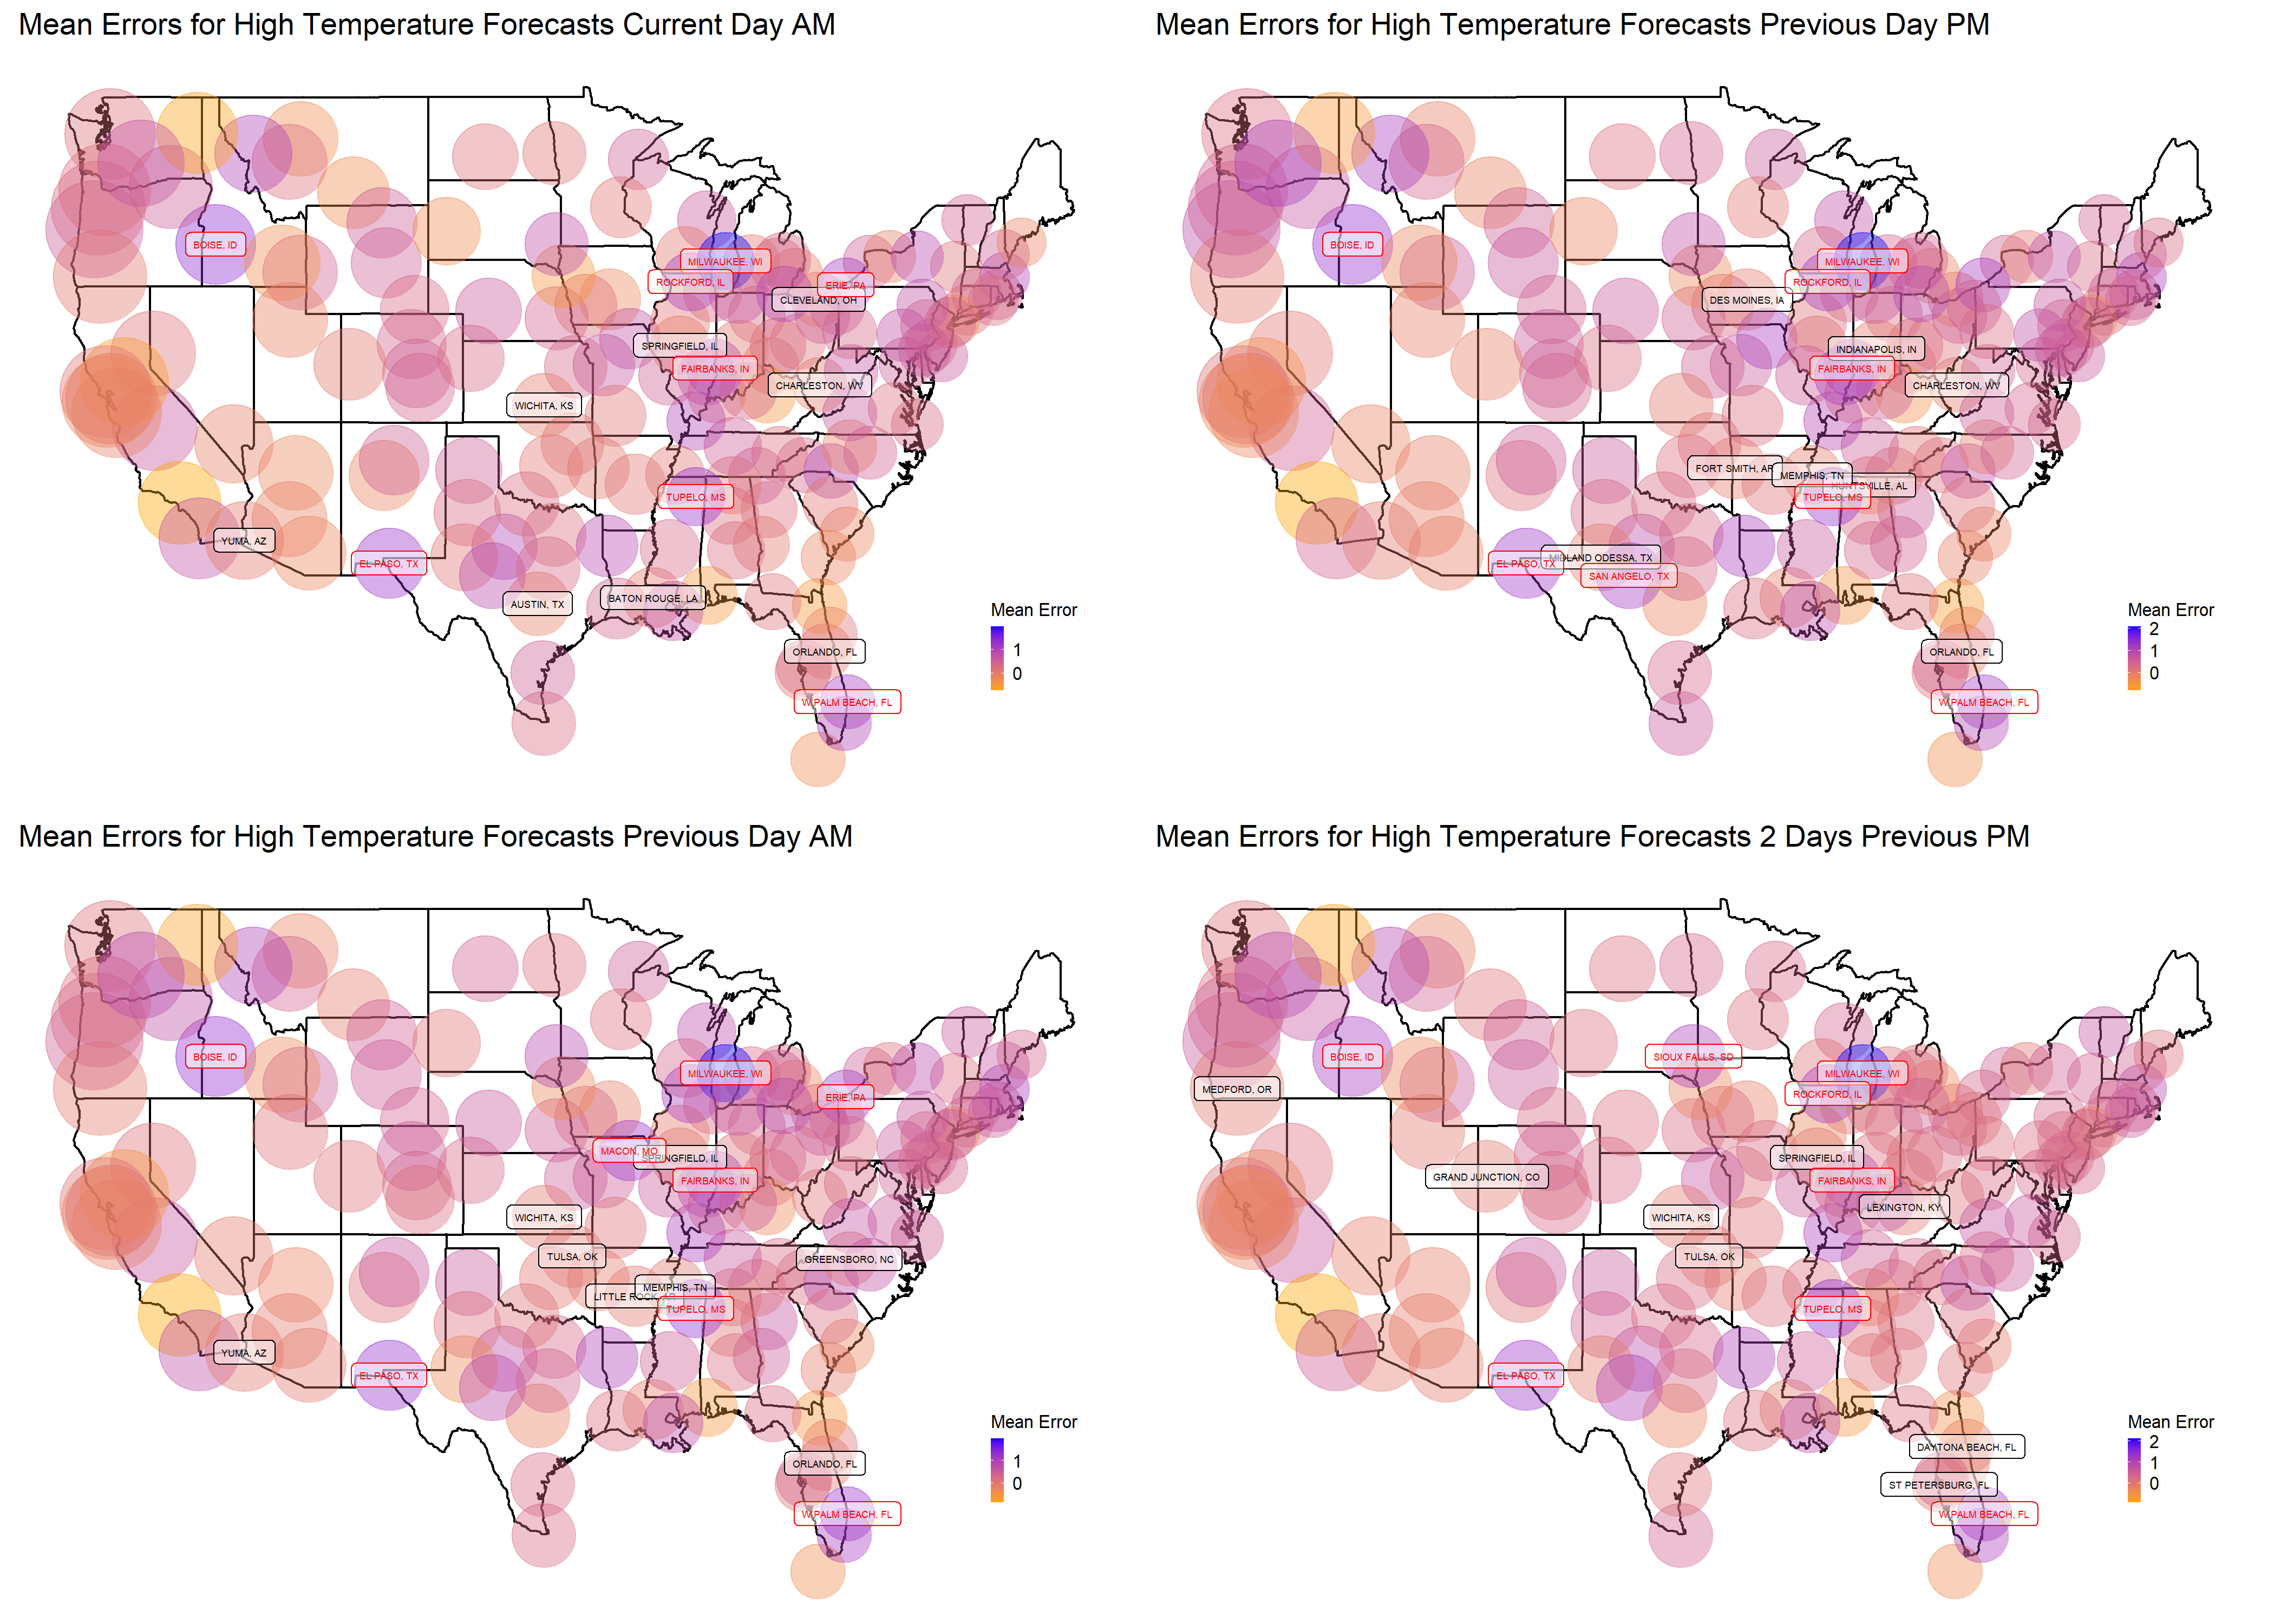 Mean Errors for High Temperature Forecasts Current Day AM
BOISE, ID
MILWAUKEE, WI
ROCKFORD, IL
ERIE, PA
CLEVELAND, OH
SPRINGFIELD, IL
FAIRBANKS, IN
CHARLESTON, WV
WICHITA, KS
TUPELO, MS
YUMA, AZ
EL PASO, TX
AUSTIN, TX
BATON ROUGE, LA
ORLANDO, FL
W.PALM BEACH, FL
Mean Error
1
0
Mean Errors for High Temperature Forecasts Previous Day PM
BOISE, ID
MILWAUKEE, WI
ROCKFORD, IL
DES MOINES, IA
INDIANAPOLIS, IN
FAIRBANKS, IN
CHARLESTON, WV
FORT SMITH, AR
MEMPHIS, TN
HUNTSVILLE, AL
TUPELO, MS
MIDLAND ODESSA, TX
EL PASO, TX
SAN ANGELO, TX
ORLANDO, FL
W.PALM BEACH, FL
Mean Error
2
1
0
Mean Errors for High Temperature Forecasts Previous Day AM
BOISE, ID
MILWAUKEE, WI
ERIE, PA
MACON, MO
SPRINGFIELD, IL
FAIRBANKS, IN
WICHITA, KS
TULSA, OK
GREENSBORO, NC
MEMPHIS, TN
LITTLE ROCK, AR
TUPELO, MS
YUMA, AZ
EL PASO, TX
ORLANDO, FL
W.PALM BEACH, FL
Mean Error
1
0
Mean Errors for High Temperature Forecasts 2 Days Previous PM
BOISE, ID
SIOUX FALLS, SD
MILWAUKEE, WI
MEDFORD, OR
ROCKFORD, IL
SPRINGFIELD, IL
GRAND JUNCTION, CO
FAIRBANKS, IN
LEXINGTON, KY
WICHITA, KS
TULSA, OK
TUPELO, MS
EL PASO, TX
DAYTONA BEACH, FL
ST PETERSBURG, FL
W.PALM BEACH, FL
Mean Error
2
1
0